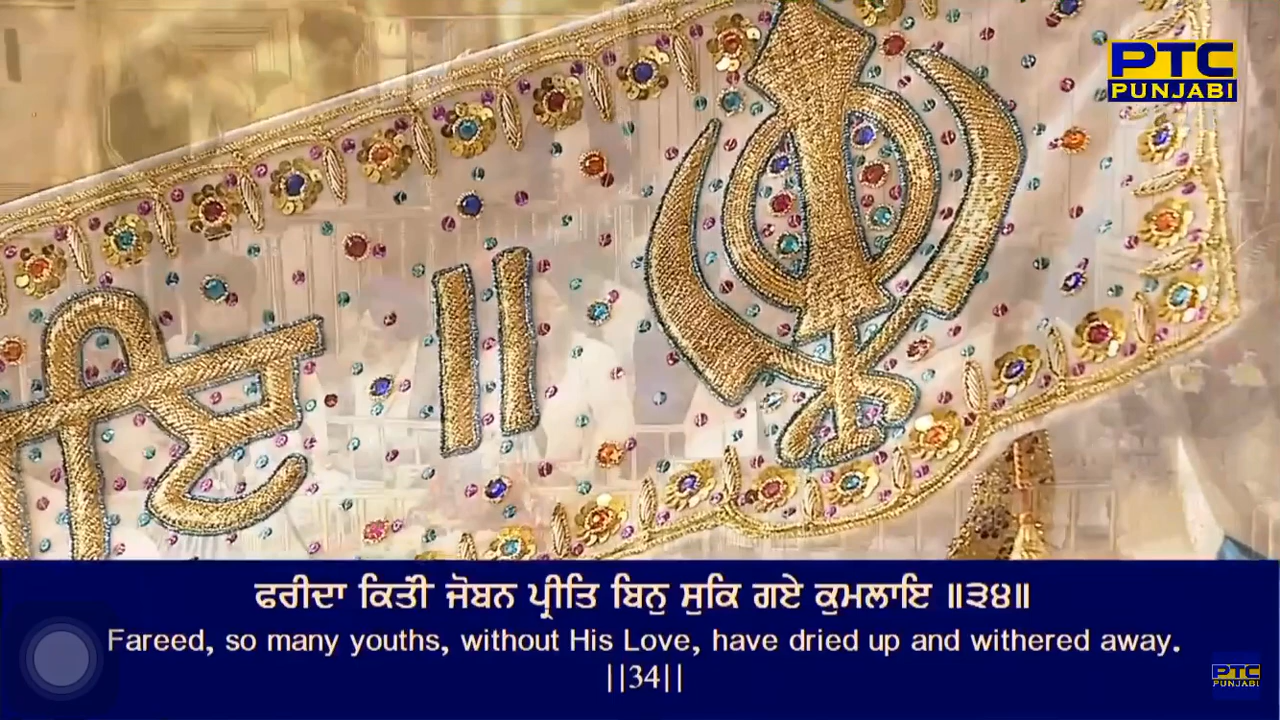 PTC
PUNJABI
ਇ ॥
ਫਰੀਦਾ ਕਿਤੀ ਜੋਬਨ ਪ੍ਰੀਤਿ ਬਿਨੁ ਸੁਕਿ ਗਏ ਕੁਮਲਾਇ ॥੩੪॥
Fareed, so many youths, without His Love, have dried up and withered away.
||34||
PTC
PUNJABI